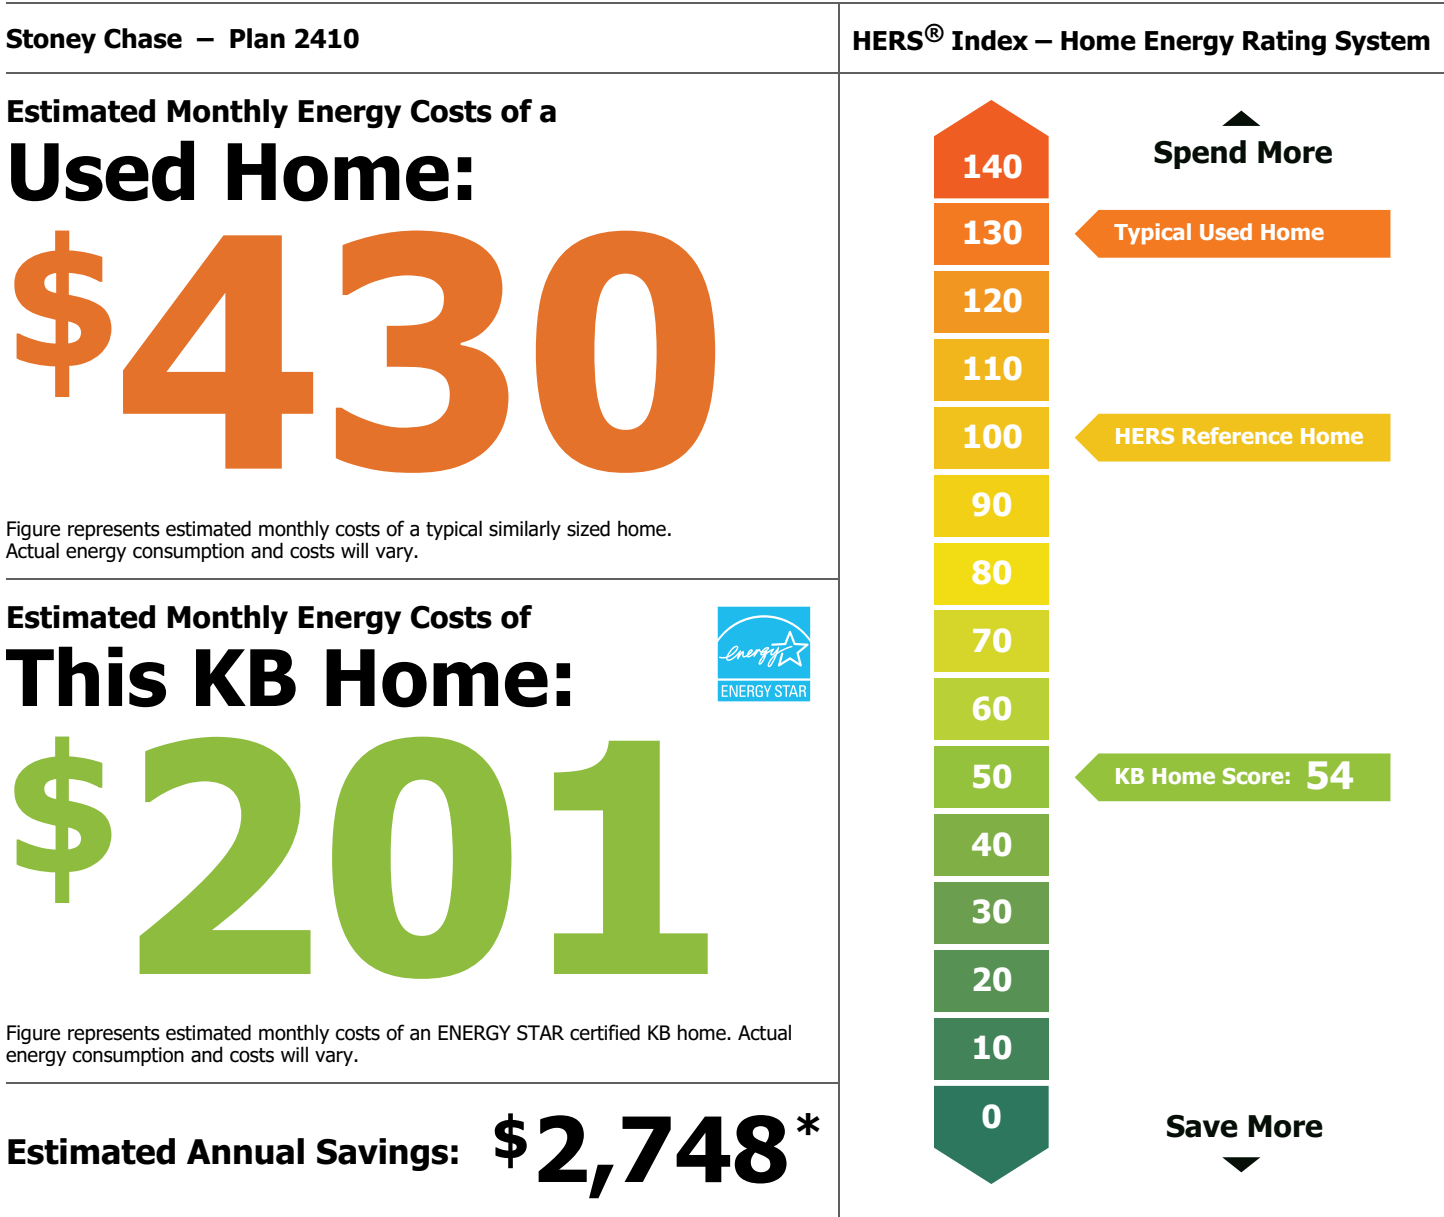 Stoney Chase – Plan 2410
Estimated Monthly Energy Costs of a
Used Home:
$430
Figure represents estimated monthly costs of a typical similarly sized home.
Actual energy consumption and costs will vary.
Estimated Monthly Energy Costs of
This KB Home:
energy
ENERGY STAR
$201
Figure represents estimated monthly costs of an ENERGY STAR certified KB home. Actual
energy consumption and costs will vary.
Estimated Annual Savings: $2,748*
HERS® Index – Home Energy Rating System
Spend More
140
130 Typical Used Home
120
110
100 HERS Reference Home
90
80
70
60
50 KB Home Score: 54
40
30
20
10
0
Save More